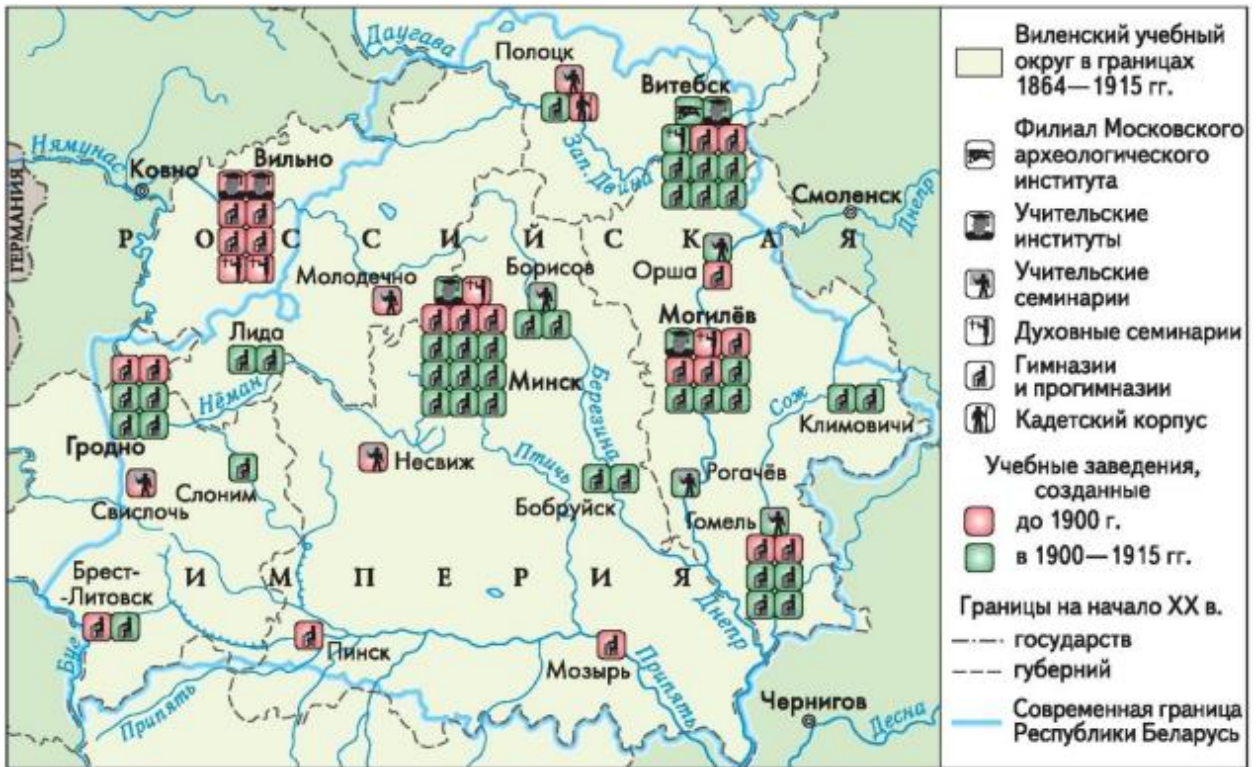 Даугава
Полоцк
Витебск
Нямунас
Ковно
Вильно
Зап. Двина
Смоленск
Днепр
ГЕРМАНИЯ
РОССИЙСКАЯ
Молодечно
Борисов
Орша
Лида
Могилёв
Нёман
Минск
Березина
Сож
Климовичи
Гродно
Несвиж
Птичь
Рогачёв
Свислочь
Слоним
Бобруйск
Гомель
Брест-
-Литовск
ИМПЕРИЯ
Днепр
Буг
Пинск
Мозырь
Припять
Припять
Чернигов
Десна
Виленский учебный
округ в границах
1864—1915 гг.
Филиал Московского
археологического
института
Учительские
институты
Учительские
семинарии
Духовные семинарии
Гимназии
и прогимназии
Кадетский корпус
Учебные заведения,
созданные
до 1900 г.
в 1900—1915 гг.
Границы на начало XX в.
государств
губерний
Современная граница
Республики Беларусь